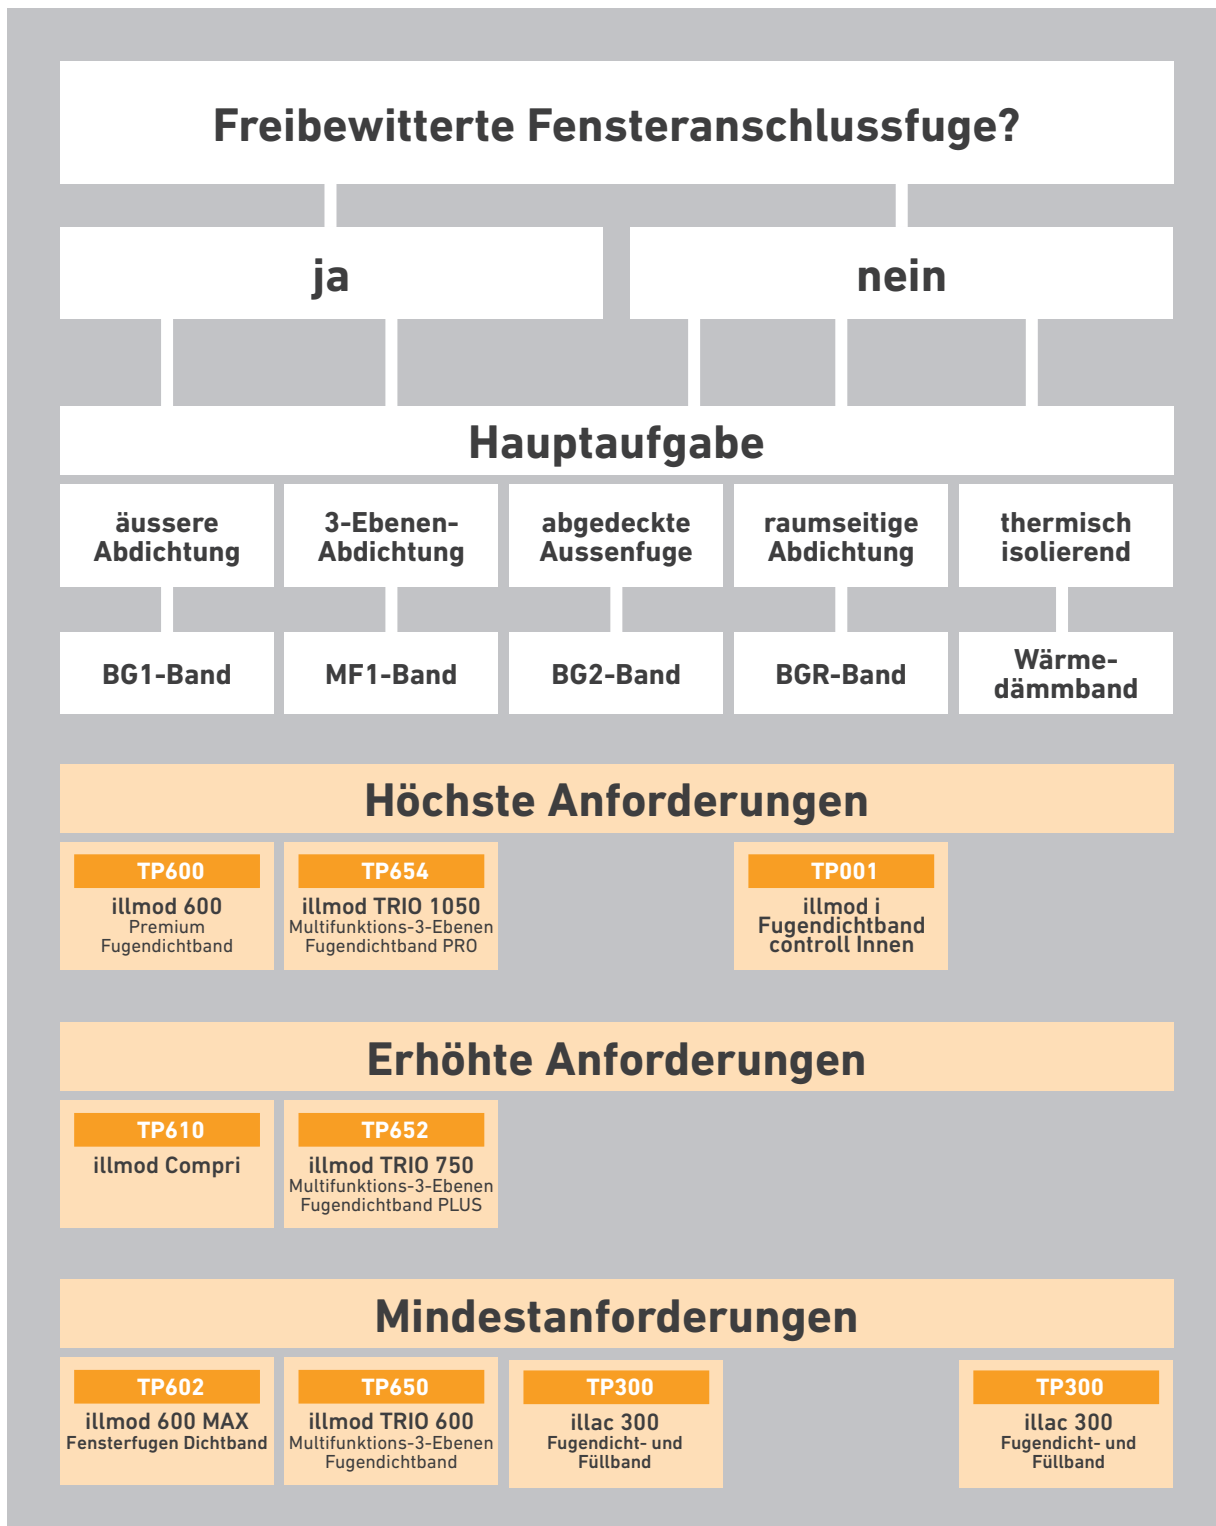 Freibewitterte Fensteranschlussfuge?
ja
nein
Hauptaufgabe
äussere
Abdichtung
3-Ebenen-
Abdichtung
abgedeckte
Aussenfuge
raumseitige
Abdichtung
thermisch
isolierend
BG1-Band
MF1-Band
BG2-Band
BGR-Band
Wärme-
dämmband
Höchste Anforderungen
TP600
illmod 600
Premium
Fugendichtband
TP654
illmod TRIO 1050
Multifunktions-3-Ebenen
Fugendichtband PRO
TP001
illmod i
Fugendichtband
controll Innen
Erhöhte Anforderungen
TP610
illmod Compri
TP652
illmod TRIO 750
Multifunktions-3-Ebenen
Fugendichtband PLUS
Mindestanforderungen
TP602
illmod 600 MAX
Fensterfugen Dichtband
TP650
illmod TRIO 600
Multifunktions-3-Ebenen
Fugendichtband
TP300
illac 300
Fugendicht- und
Füllband
TP300
illac 300
Fugendicht- und
Füllband